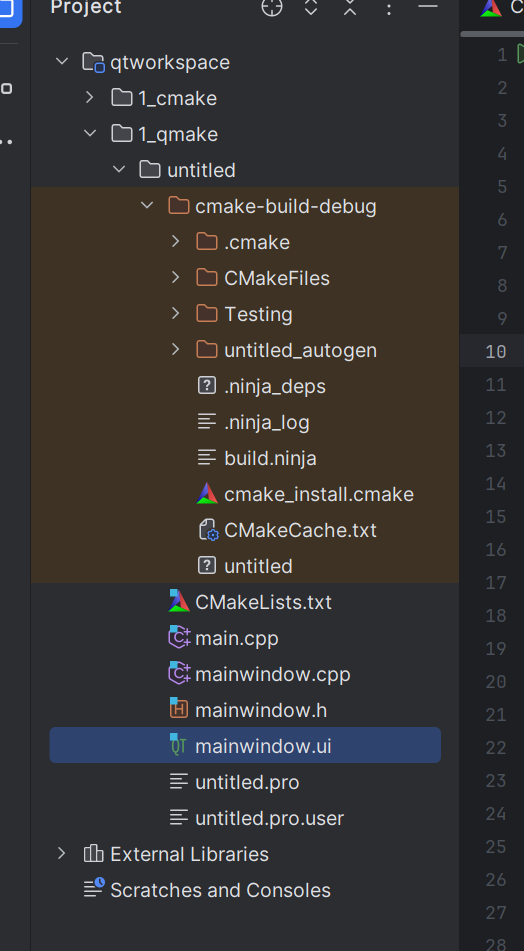 Project
qtworkspace
1_cmake
1_qmake
untitled
cmake-build-debug
.cmake
CMakeFiles
Testing
untitled_autogen
.ninja_deps
.ninja_log
build.ninja
cmake_install.cmake
CMakeCache.txt
untitled
CMakeLists.txt
main.cpp
mainwindow.cpp
mainwindow.h
mainwindow.ui
untitled.pro
untitled.pro.user
External Libraries
Scratches and Consoles
1
2
3
4
5
6
7
8
9
10
11
12
13
14
15
16
17
18
19
20
21
22
23
24
25
26
27
28